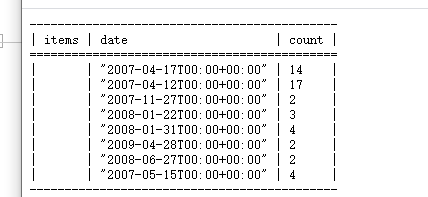 | items | date | count |
| | "2007-04-17T00:00+00:00" | 14
| | "2007-04-12T00:00+00:00" | 17
| | "2007-11-27T00:00+00:00" | 2
| | "2008-01-22T00:00+00:00" | 3
| | "2008-01-31T00:00+00:00" | 4
| | "2009-04-28T00:00+00:00" | 2
| | "2008-06-27T00:00+00:00" | 2
| | "2007-05-15T00:00+00:00" | 4